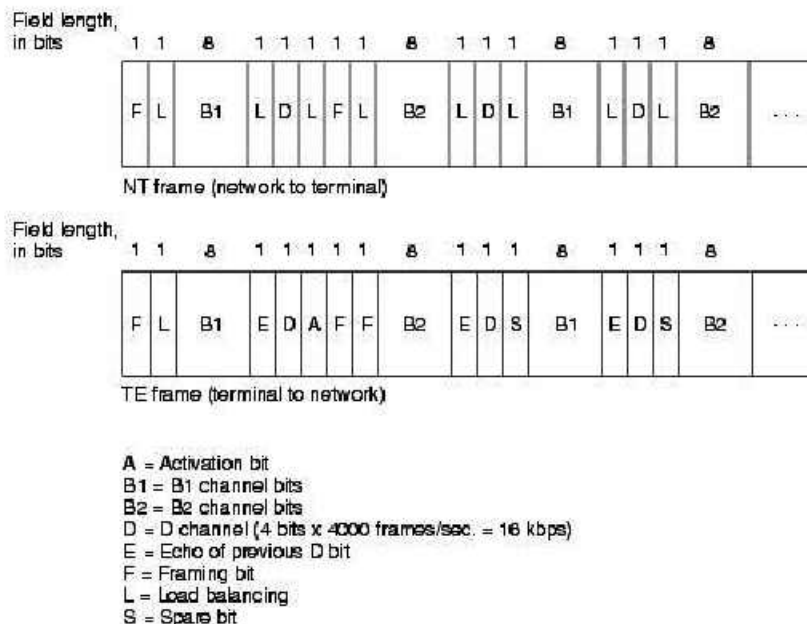 Field length,
in bits 1 1 8 1 1 1 1 1 8 1 1 1 8 1 1 1 8
F L B1 L D L F L B2 L D L B1 L D L B2 . . .
NT frame (network to terminal)
Field length,
in bits 1 1 8 1 1 1 1 1 8 1 1 1 8 1 1 1 8
F L B1 E D A F F B2 E D S B1 E D S B2 . . .
TE frame (terminal to network)
A = Activation bit
B1 = B1 channel bits
B2 = B2 channel bits
D = D channel (4 bits x 4000 frames/sec. = 16 kbps)
E = Echo of previous D bit
F = Framing bit
L = Load balancing
S = Spare bit